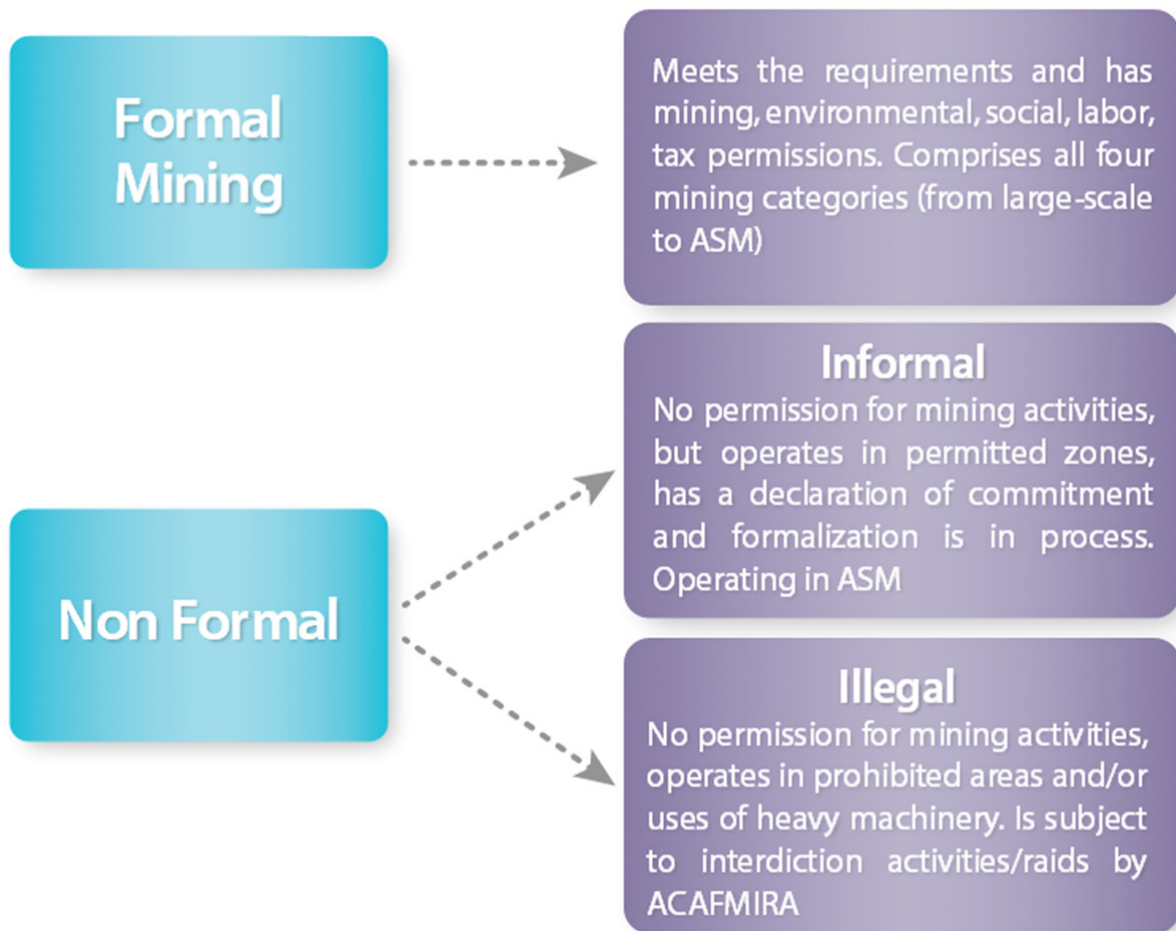 Formal
Mining
Meets the requirements and has
mining, environmental, social, labor,
tax permissions. Comprises all four
mining categories (from large-scale
to ASM)
Non Formal
Informal
No permission for mining activities,
but operates in permitted zones,
has a declaration of commitment
and formalization is in process.
Operating in ASM
Illegal
No permission for mining activities,
operates in prohibited areas and/or
uses of heavy machinery. Is subject
to interdiction activities/raids by
ACAFMIRA